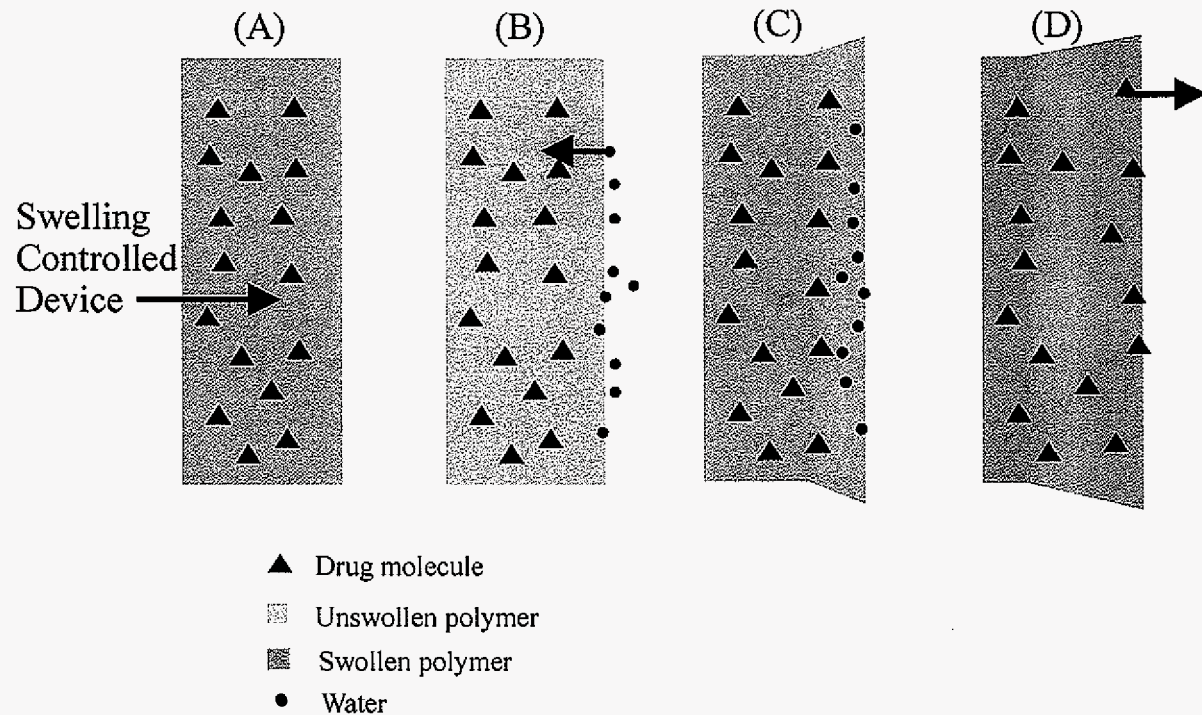 (A)
(B)
(C)
(D)
Swelling
Controlled
Device
Drug molecule
Unswollen polymer
Swollen polymer
Water